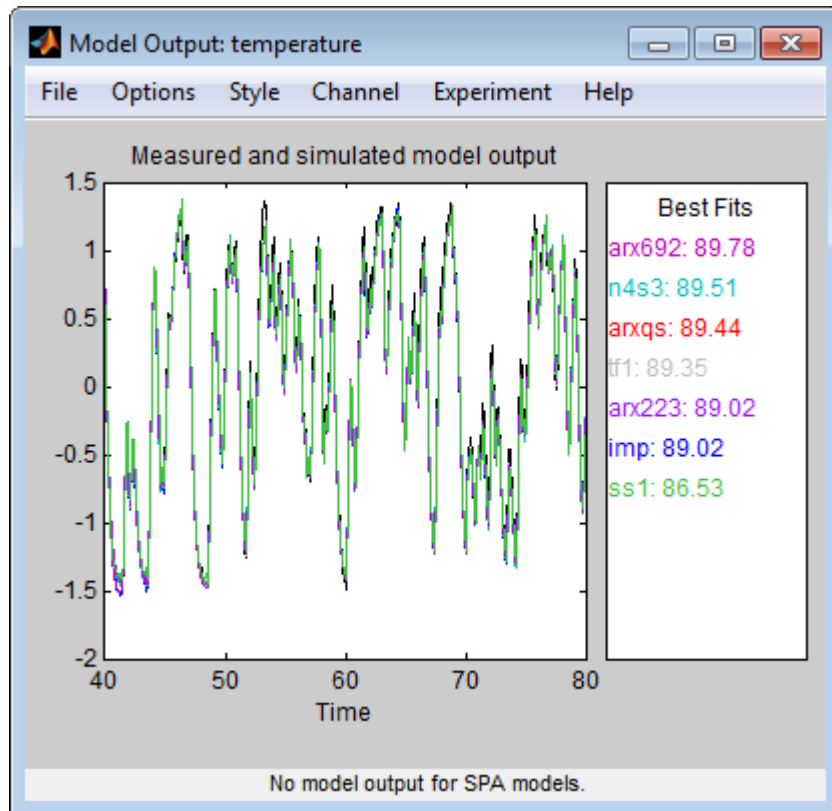 Model Output: temperature
File Options Style Channel Experiment Help
Measured and simulated model output
1.5
1
0.5
0
-0.5
-1
-1.5
-2
40 50 60 70 80
Time
Best Fits
arx692: 89.78
n4s3: 89.51
arxqs: 89.44
tf1: 89.35
arx223: 89.02
imp: 89.02
ss1: 86.53
No model output for SPA models.